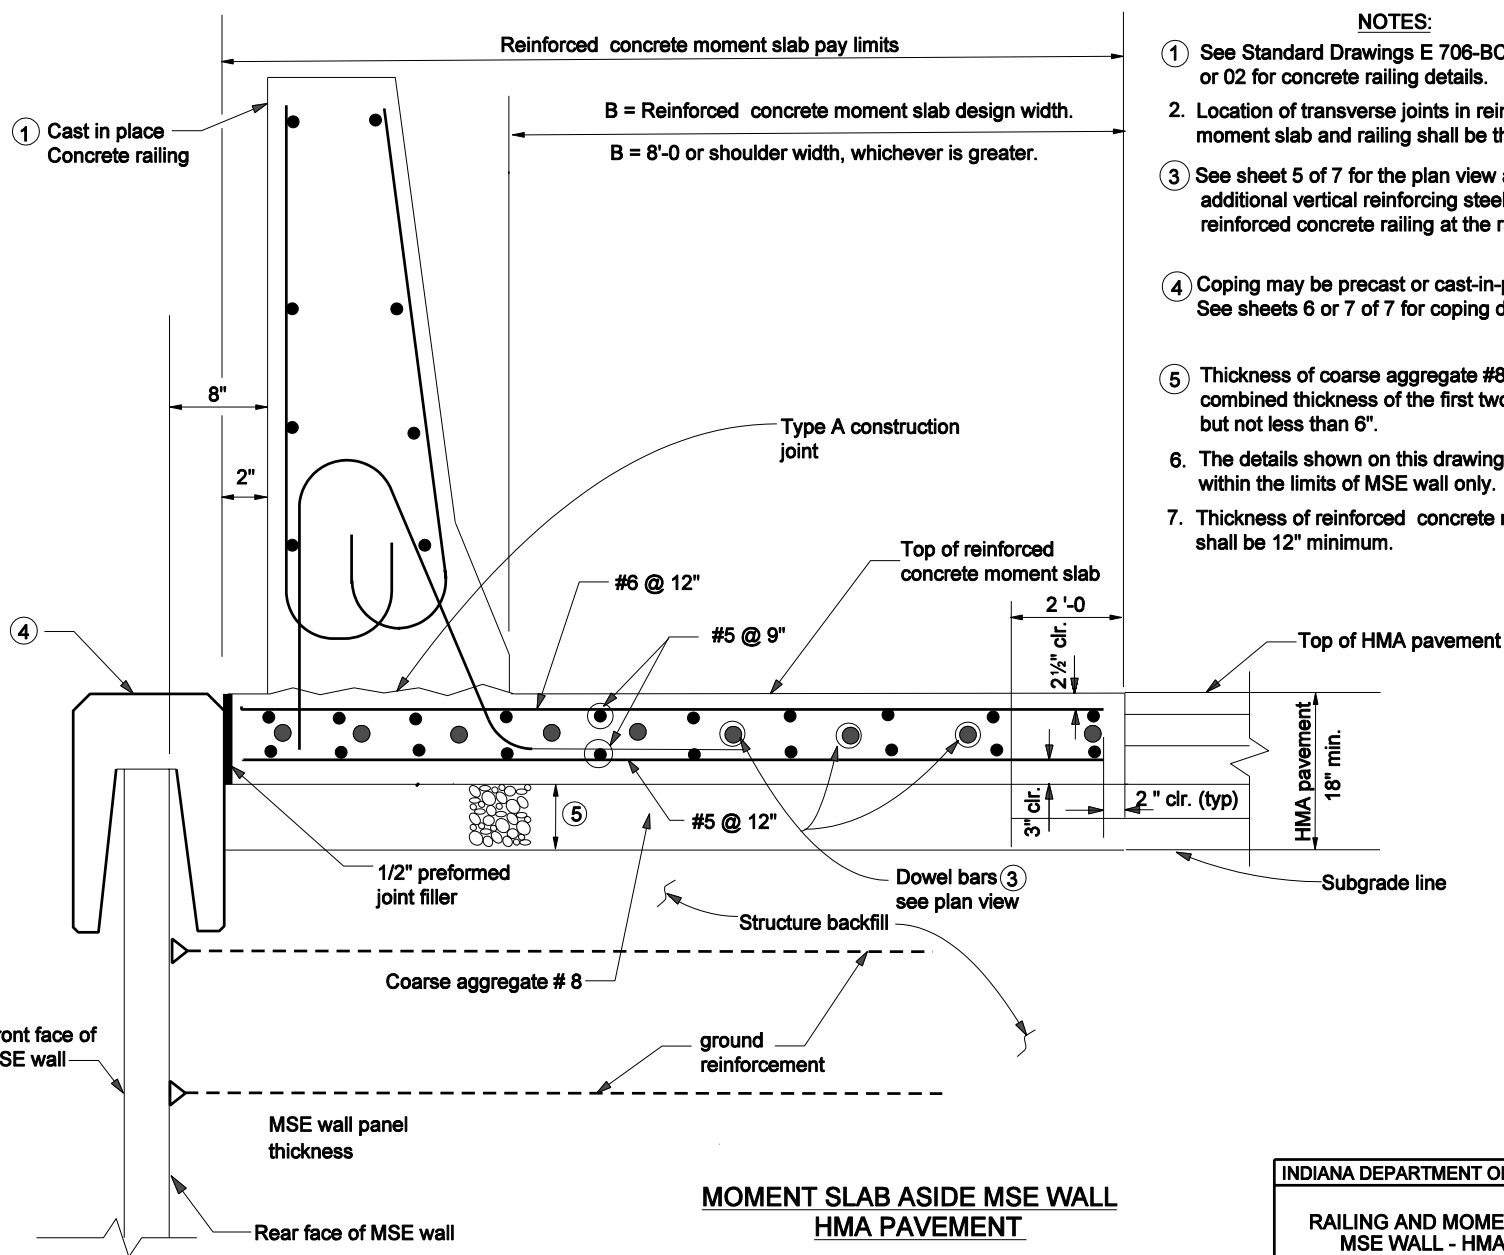 Reinforced concrete moment slab pay limits
B = Reinforced concrete moment slab design width.
B = 8'-0 or shoulder width, whichever is greater.
1 Cast in place
Concrete railing
8"
2"
Type A construction
joint
Top of reinforced
concrete moment slab
#6 @ 12"
#5 @ 9"
2 '-0
2½" clr.
Top of HMA pavement
4
HMA pavement
18" min.
5
#5 @ 12"
3" clr.
2 " clr. (typ)
1/2" preformed
joint filler
Dowel bars 3
see plan view
Subgrade line
Structure backfill
Coarse aggregate # 8
ground
reinforcement
face of
wall
MSE wall panel
thickness
Rear face of MSE wall
MOMENT SLAB ASIDE MSE WALL
HMA PAVEMENT
NOTES:
1 See Standard Drawings E 706-BC
or 02 for concrete railing details.
2. Location of transverse joints in
moment slab and railing shall be
3 See sheet 5 of 7 for the plan view
additional vertical reinforcing steel
reinforced concrete railing at the
4 Coping may be precast or
See sheets 6 or 7 of 7 for coping
5 Thickness of coarse aggregate #8
combined thickness of the first two
but not less than 6".
6. The details shown on this drawing
within the limits of MSE wall only.
7. Thickness of reinforced concrete
shall be 12" minimum.
INDIANA DEPARTMENT
RAILING AND
MSE WALL - HMA